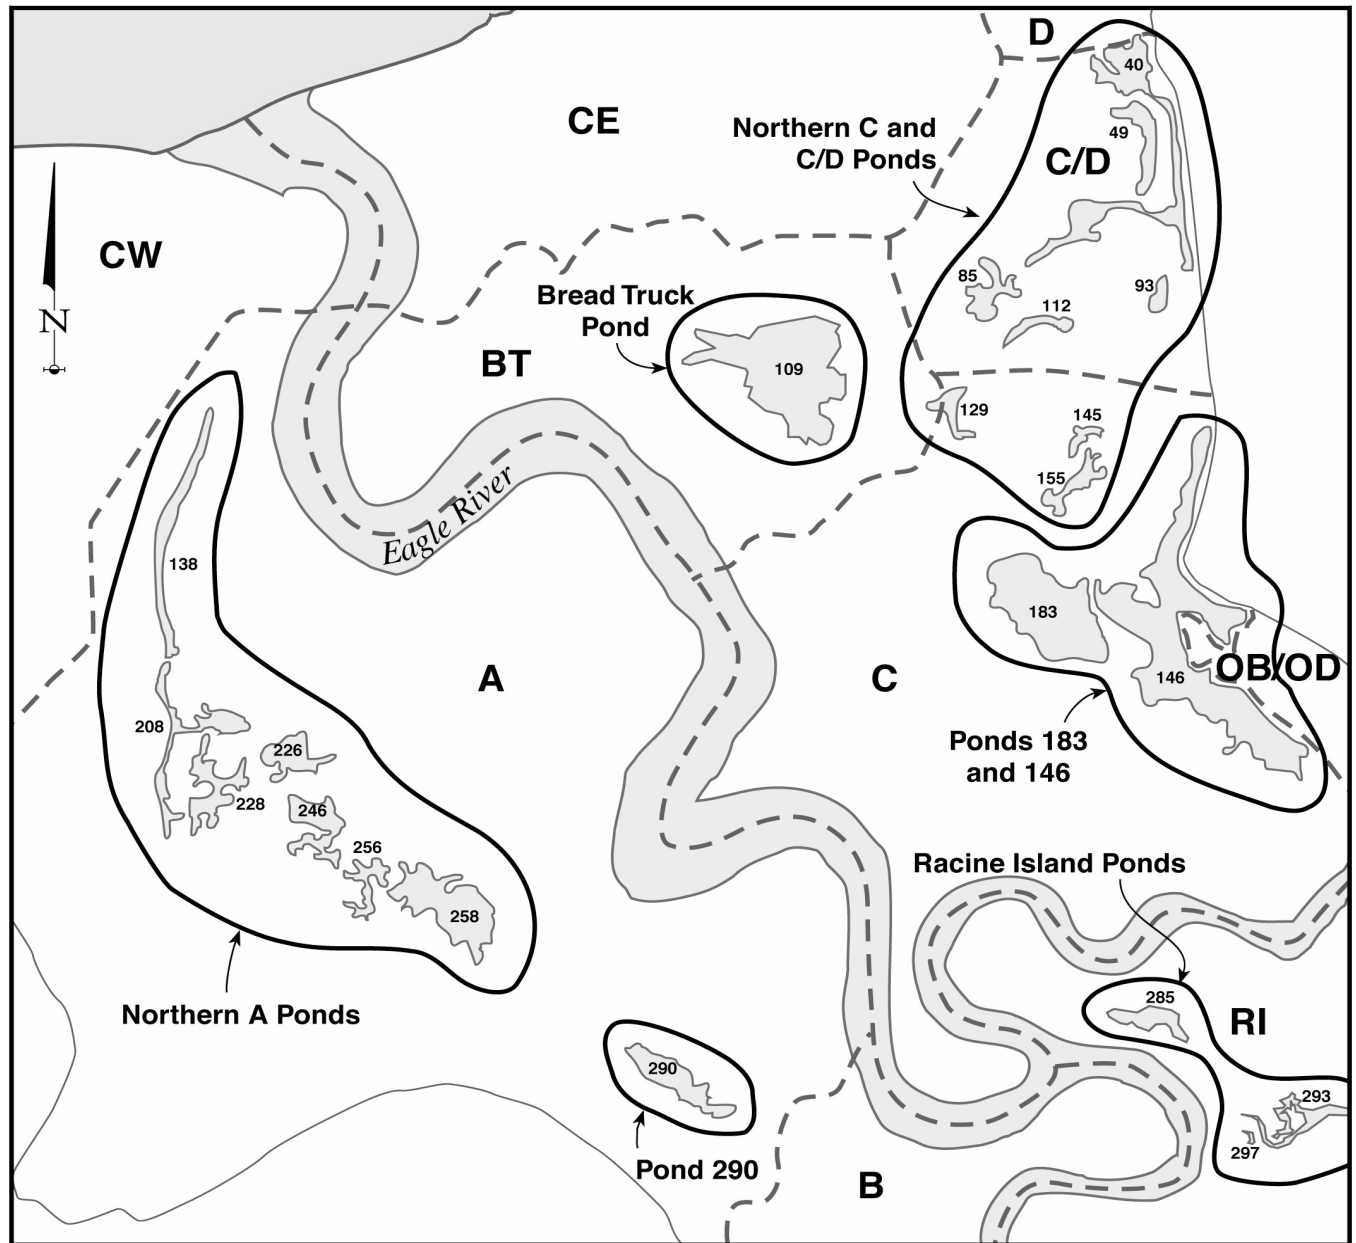 D
40
CE
Northern C and
C/D Ponds
49
C/D
CW
85
93
Bread Truck
Pond
112
N
BT
109
129
145
155
Eagle River
138
183
A
C
146
OB/OD
208
226
Ponds 183
and 146
228
246
256
Racine Island Ponds
258
285
Northern A Ponds
RI
290
293
297
Pond 290
B